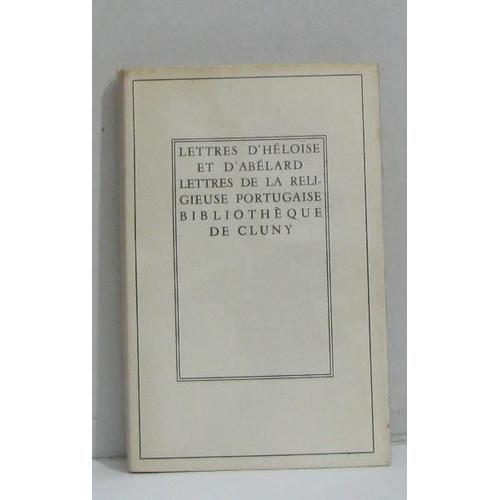 LETTRES D'HÉLOÏSE
ET D'ABÉLARD
LETTRES DE LA RELI-
GIEUSE PORTUGAISE
BIBLIOTHÈQUE
DE CLUNY